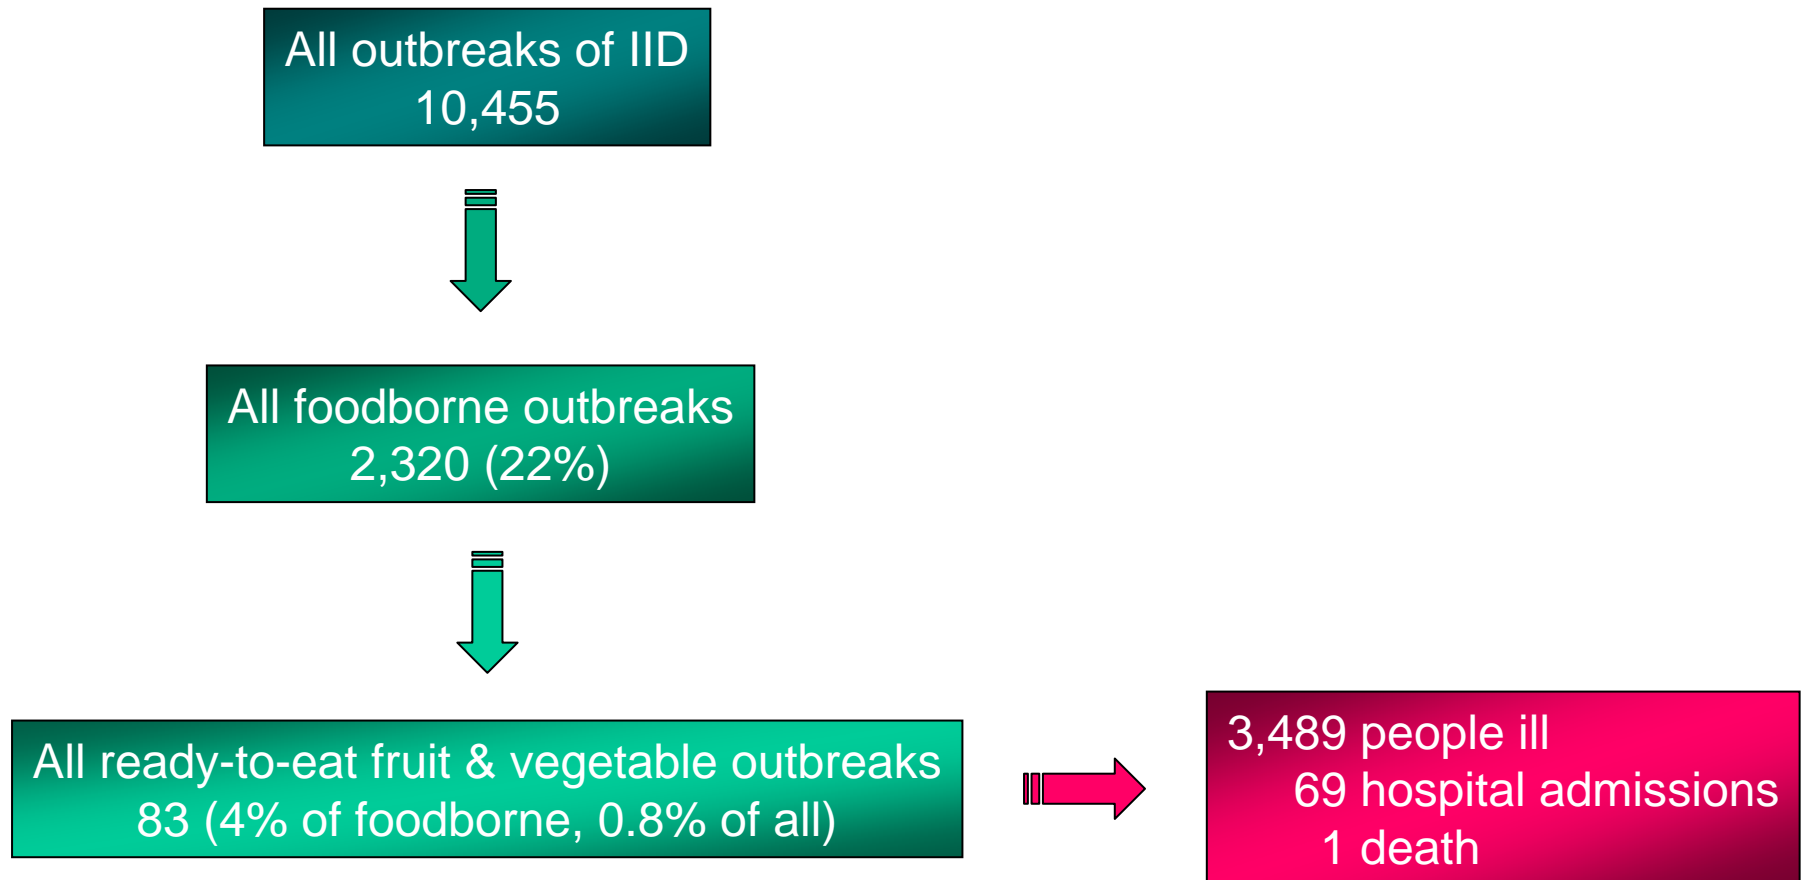 All outbreaks of IID
10,455
All foodborne outbreaks
2,320 (22%)
All ready-to-eat fruit & vegetable outbreaks
83 (4% of foodborne, 0.8% of all)
3,489 people ill
69 hospital admissions
1 death